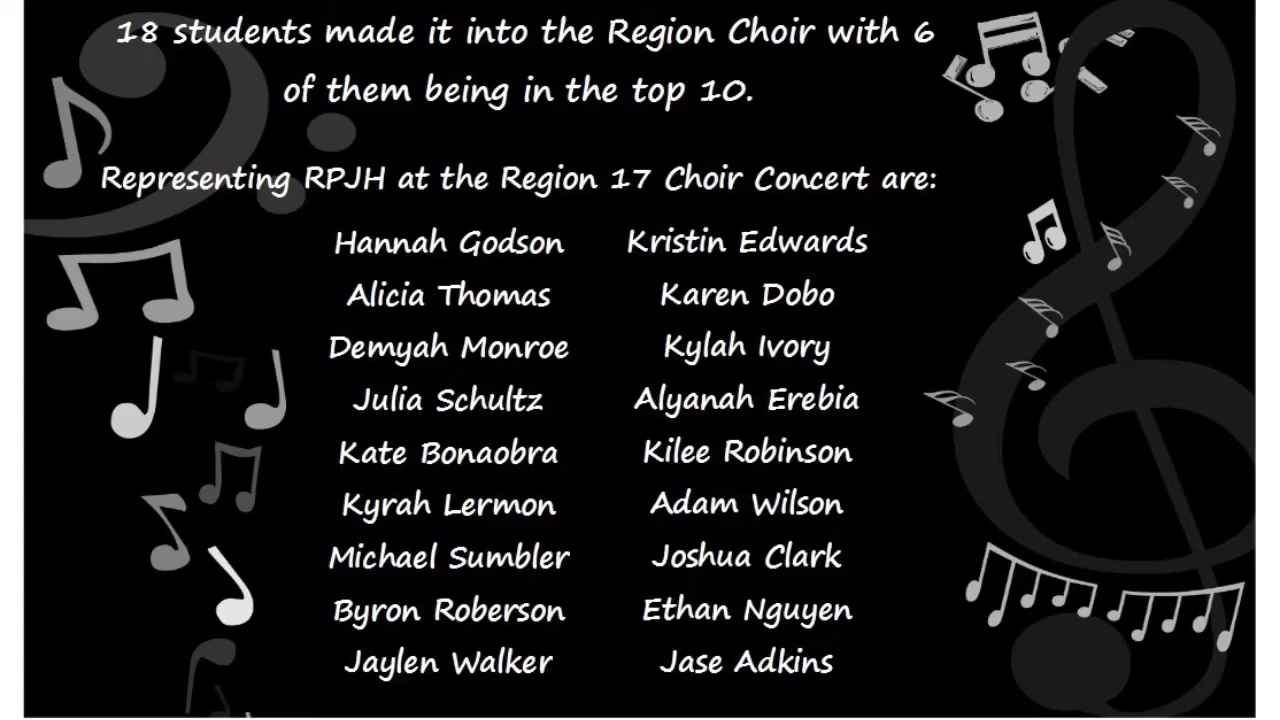 18 students made it into the Region Choir with 6
of them being in the top 10.
Representing RPJH at the Region 17 Choir Concert are:
Hannah Godson Kristin Edwards
Alicia Thomas Karen Dobo
Demyah Monroe Kylah Ivory
Julia Schultz Alyanah Erebia
Kate Bonaobra Kilee Robinson
Kyrah Lermon Adam Wilson
Michael Sumbler Joshua Clark
Byron Roberson Ethan Nguyen
Jaylen Walker Jase Adkins